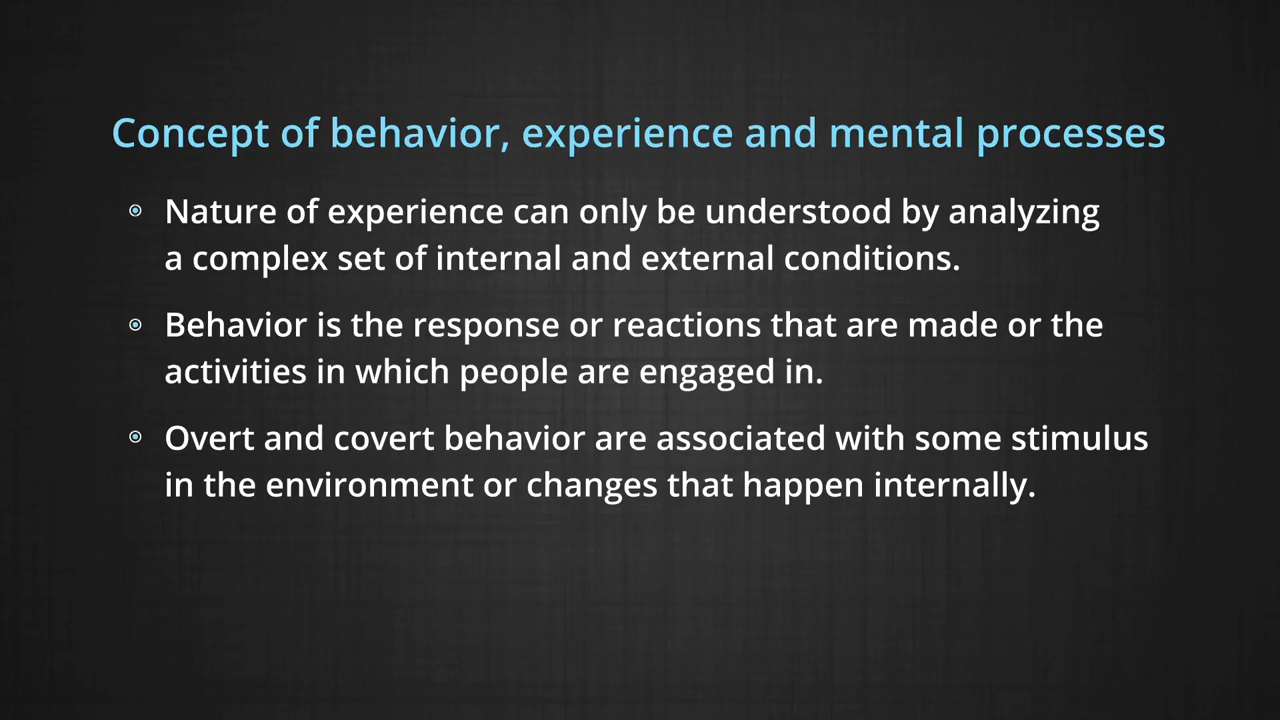 Concept of behavior, experience and mental processes
Nature of experience can only be understood by analyzing
a complex set of internal and external conditions.
Behavior is the response or reactions that are made or the
activities in which people are engaged in.
Overt and covert behavior are associated with some stimulus
in the environment or changes that happen internally.